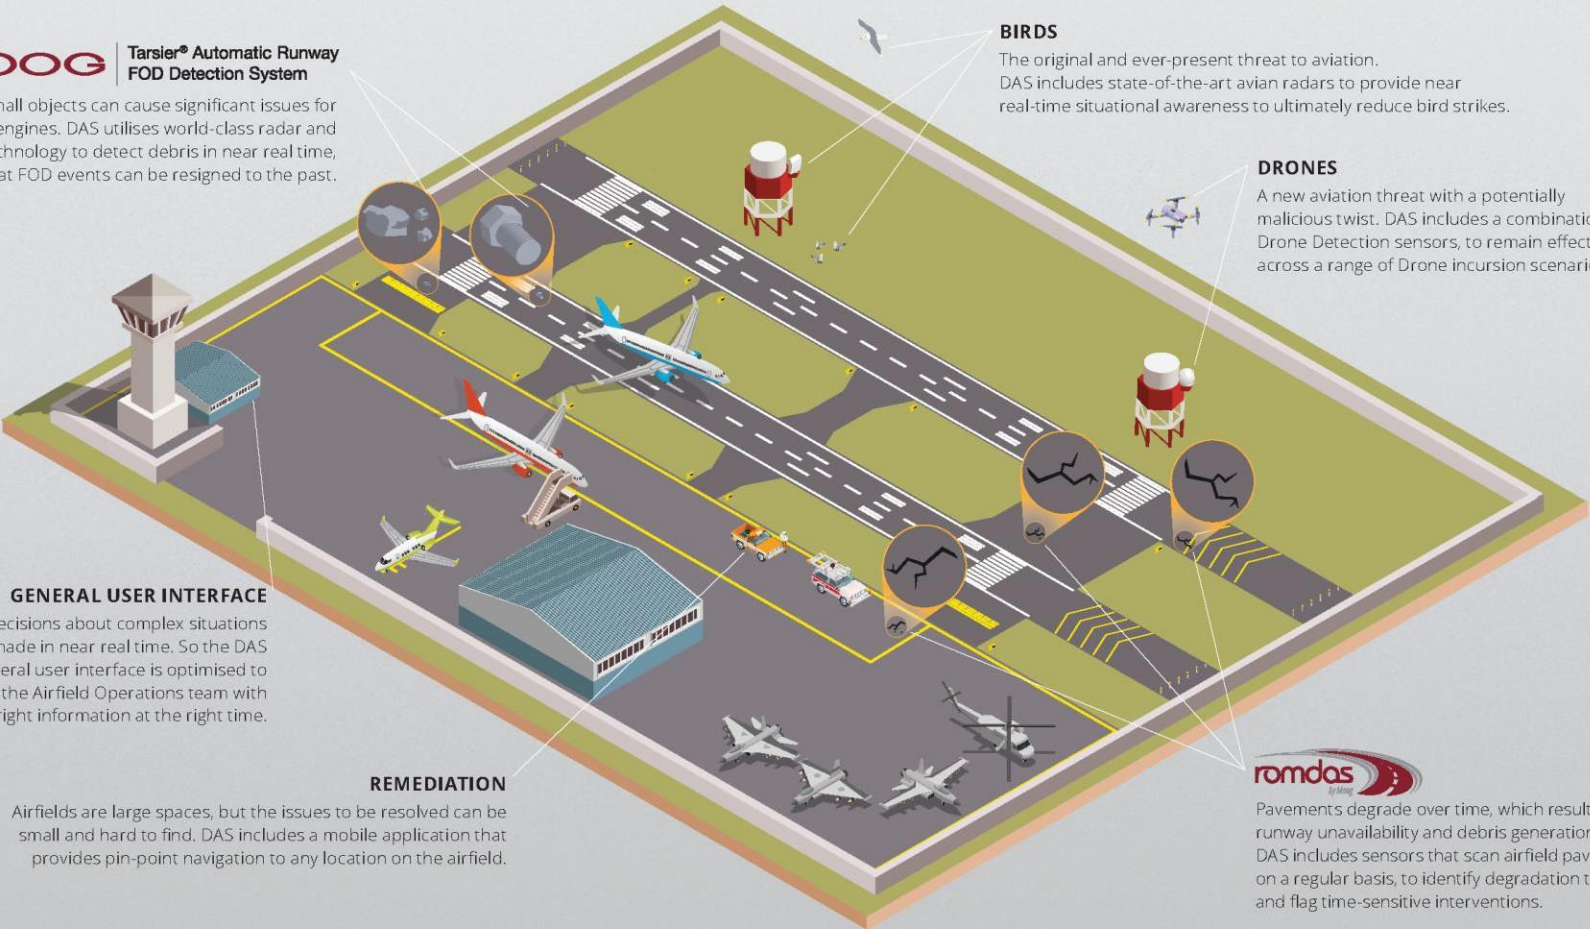 OOG
Tarsier® Automatic Runway
FOD Detection System
nall objects can cause significant issues for
engines. DAS utilises world-class radar and
chnology to detect debris in near real time,
at FOD events can be resigned to the past.
BIRDS
The original and ever-present threat to aviation.
DAS includes state-of-the-art avian radars to provide near
real-time situational awareness to ultimately reduce bird strikes.
DRONES
A new aviation threat with a potentially
malicious twist. DAS includes a combinatio
Drone Detection sensors, to remain effect
across a range of Drone incursion scenari
GENERAL USER INTERFACE
ecisions about complex situations
made in near real time. So the DAS
eral user interface is optimised to
the Airfield Operations team with
right information at the right time.
REMEDIATION
Airfields are large spaces, but the issues to be resolved can be
small and hard to find. DAS includes a mobile application that
provides pin-point navigation to any location on the airfield.
romdas
by Moog
Pavements degrade over time, which result
runway unavailability and debris generation
DAS includes sensors that scan airfield pav
on a regular basis, to identify degradation t
and flag time-sensitive interventions.